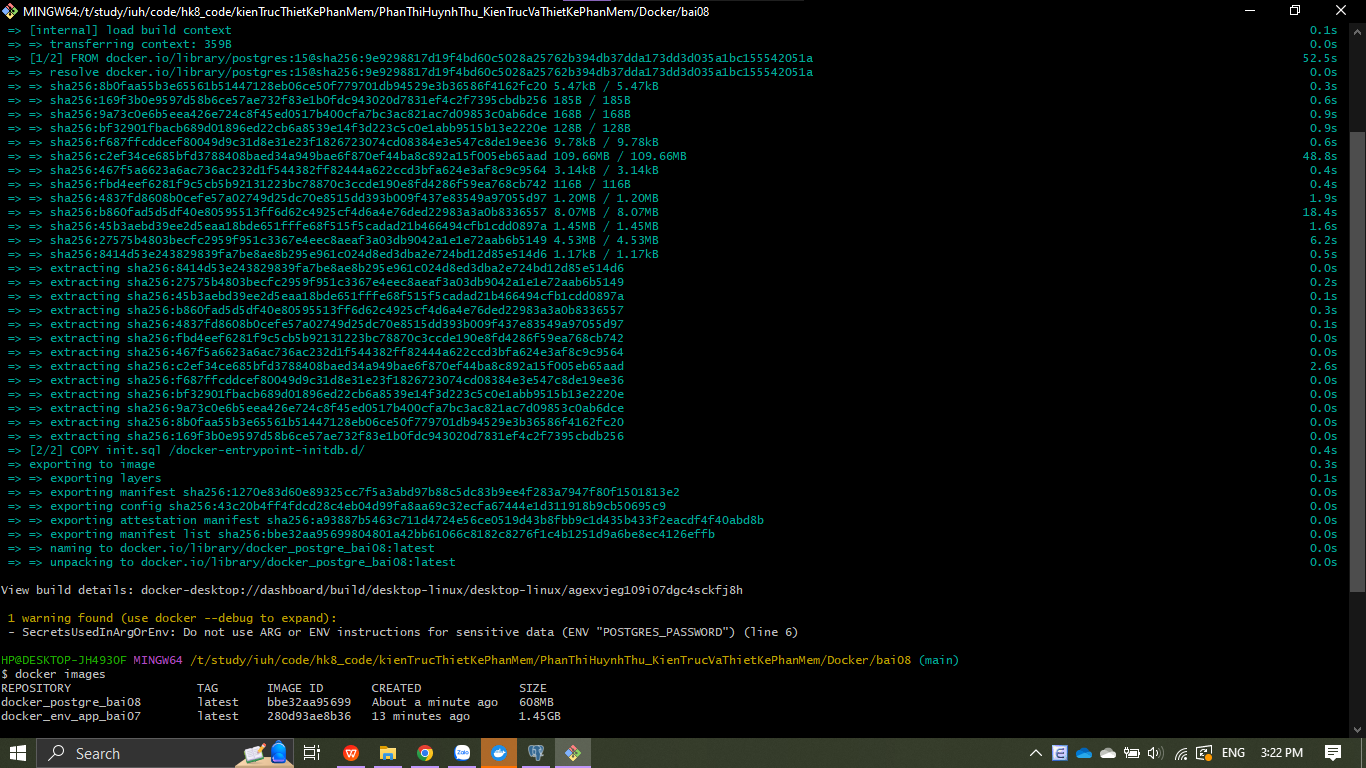 MINGW64:/t/study/iuh/code/hk8_code/kienTrucThietKePhanMem/PhanThiHuynhThu_KienTrucVaThietKePhanMem/Docker/bai08
=> [internal] load build context 0.1s
=> => transferring context: 359B 0.0s
=> [1/2] FROM docker.io/library/postgres:15@sha256:9e9298817d19f4bd60c5028a25762b394db37dda173dd3d035a1bc155542051a 52.5s
=> => resolve docker.io/library/postgres:15@sha256:9e9298817d19f4bd60c5028a25762b394db37dda173dd3d035a1bc155542051a 0.0s
=> => sha256:8b0faa55b3e65561b51447128eb06ce50f779701db94529e3b36586f4162fc20 5.47kB / 5.47kB 0.3s
=> => sha256:169f3b0e9597d58b6ce57ae732f83e1b0fdc943020d7831ef4c2f7395cbdb256 185B / 185B 0.6s
=> => sha256:9a73c0e6b5eea426e724c8f45ed0517b400cfa7bc3ac821ac7d09853c0ab6dce 168B / 168B 0.9s
=> => sha256:bf32901fbacb689d01896ed22cb6a8539e14f3d223c5c0e1abb9515b13e2220e 128B / 128B 0.9s
=> => sha256:f687ffcddcef80049d9c31d8e31e23f1826723074cd08384e3e547c8de19ee36 9.78kB / 9.78kB 0.6s
=> => sha256:c2ef34ce685bfd3788408baed34a949bae6f870ef44ba8c892a15f005eb65aad 109.66MB / 109.66MB 48.8s
=> => sha256:467f5a6623a6ac736ac232d1f544382ff82444a622ccd3bfa624e3af8c9c9564 3.14kB / 3.14kB 0.4s
=> => sha256:fbd4eef6281f9c5cb5b92131223bc78870c3ccde190e8fd4286f59ea768cb742 116B / 116B 0.4s
=> => sha256:4837fd8608b0cefe57a02749d25dc70e8515dd393b009f437e83549a97055d97 1.20MB / 1.20MB 1.9s
=> => sha256:b860fad5d5df40e80595513ff6d62c4925cf4d6a4e76ded22983a3a0b8336557 8.07MB / 8.07MB 18.4s
=> => sha256:45b3aebd39ee2d5eaa18bde651fffe68f515f5cadad21b466494cfb1cdd0897a 1.45MB / 1.45MB 1.6s
=> => sha256:27575b4803becfc2959f951c3367e4eec8aeaf3a03db9042a1e1e72aab6b5149 4.53MB / 4.53MB 6.2s
=> => sha256:8414d53e243829839fa7be8ae8b295e961c024d8ed3dba2e724bd12d85e514d6 1.17kB / 1.17kB 0.5s
=> => extracting sha256:8414d53e243829839fa7be8ae8b295e961c024d8ed3dba2e724bd12d85e514d6 0.0s
=> => extracting sha256:27575b4803becfc2959f951c3367e4eec8aeaf3a03db9042a1e1e72aab6b5149 0.2s
=> => extracting sha256:45b3aebd39ee2d5eaa18bde651fffe68f515f5cadad21b466494cfb1cdd0897a 0.1s
=> => extracting sha256:b860fad5d5df40e80595513ff6d62c4925cf4d6a4e76ded22983a3a0b8336557 0.3s
=> => extracting sha256:4837fd8608b0cefe57a02749d25dc70e8515dd393b009f437e83549a97055d97 0.1s
=> => extracting sha256:fbd4eef6281f9c5cb5b92131223bc78870c3ccde190e8fd4286f59ea768cb742 0.0s
=> => extracting sha256:467f5a6623a6ac736ac232d1f544382ff82444a622ccd3bfa624e3af8c9c9564 0.0s
=> => extracting sha256:c2ef34ce685bfd3788408baed34a949bae6f870ef44ba8c892a15f005eb65aad 2.6s
=> => extracting sha256:f687ffcddcef80049d9c31d8e31e23f1826723074cd08384e3e547c8de19ee36 0.0s
=> => extracting sha256:bf32901fbacb689d01896ed22cb6a8539e14f3d223c5c0e1abb9515b13e2220e 0.0s
=> => extracting sha256:9a73c0e6b5eea426e724c8f45ed0517b400cfa7bc3ac821ac7d09853c0ab6dce 0.0s
=> => extracting sha256:8b0faa55b3e65561b51447128eb06ce50f779701db94529e3b36586f4162fc20 0.0s
=> => extracting sha256:169f3b0e9597d58b6ce57ae732f83e1b0fdc943020d7831ef4c2f7395cbdb256 0.0s
=> [2/2] COPY init.sql /docker-entrypoint-initdb.d/ 0.4s
=> exporting to image 0.3s
=> => exporting layers 0.1s
=> => exporting manifest sha256:1270e83d60e89325cc7f5a3abd97b88c5dc83b9ee4f283a7947f80f1501813e2 0.0s
=> => exporting config sha256:43c20b4ff4fdcd28c4eb04d99fa8aa69c32ecfa67444e1d311918b9cb50695c9 0.0s
=> => exporting attestation manifest sha256:a93887b5463c711d4724e56ce0519d43b8fbb9c1d435b433f2eacdf4f40abd8b 0.0s
=> => exporting manifest list sha256:bbe32aa95699804801a42bb61066c8182c8276f1c4b1251d9a6be8ec4126effb 0.0s
=> => naming to docker.io/library/docker_postgre_bai08:latest 0.0s
=> => unpacking to docker.io/library/docker_postgre_bai08:latest 0.0s
View build details: docker-desktop://dashboard/build/desktop-linux/desktop-linux/agexvjeg109i07dgc4sckfj8h
1 warning found (use docker --debug to expand):
- SecretsUsedInArgOrEnv: Do not use ARG or ENV instructions for sensitive data (ENV "POSTGRES_PASSWORD") (line 6)
HP@DESKTOP-JH493OF MINGW64 /t/study/iuh/code/hk8_code/kienTrucThietKePhanMem/PhanThiHuynhThu_KienTrucVaThietKePhanMem/Docker/bai08 (main)
$ docker images
REPOSITORY TAG IMAGE ID CREATED SIZE
docker_postgre_bai08 latest bbe32aa95699 About a minute ago 608MB
docker_env_app_bai07 latest 280d93ae8b36 13 minutes ago 1.45GB
Search ENG 3:22 PM